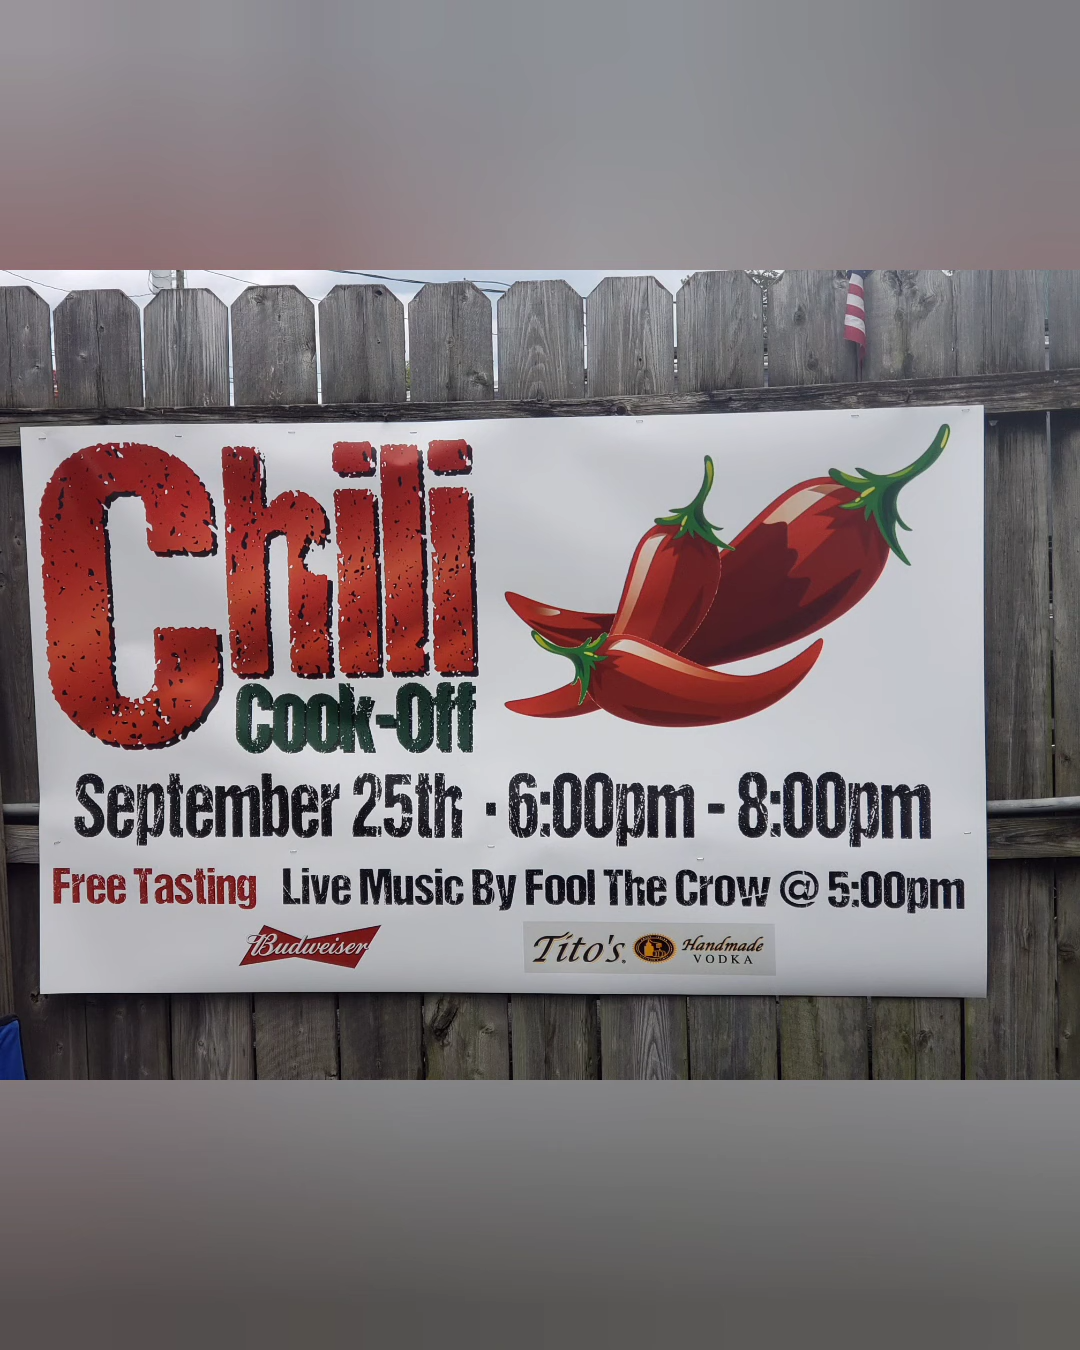 Chili
Cook-Off
September 25th · 6:00pm - 8:00pm
Free Tasting Live Music By Fool The Crow @ 5:00pm
Budweiser
Tito's. Handmade
VODKA